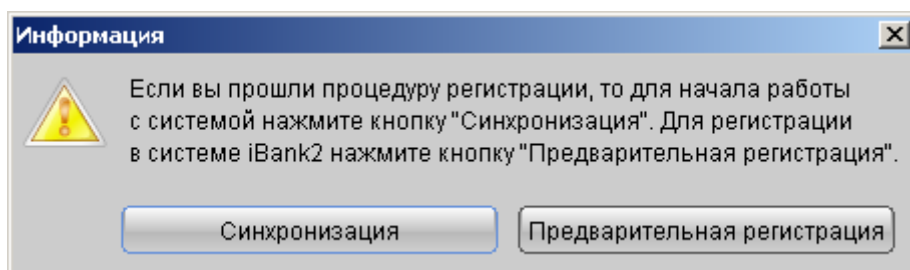 Информация
Если вы прошли процедуру регистрации, то для начала работы
с системой нажмите кнопку "Синхронизация". Для регистрации
в системе iBank2 нажмите кнопку "Предварительная регистрация".
Синхронизация
Предварительная регистрация